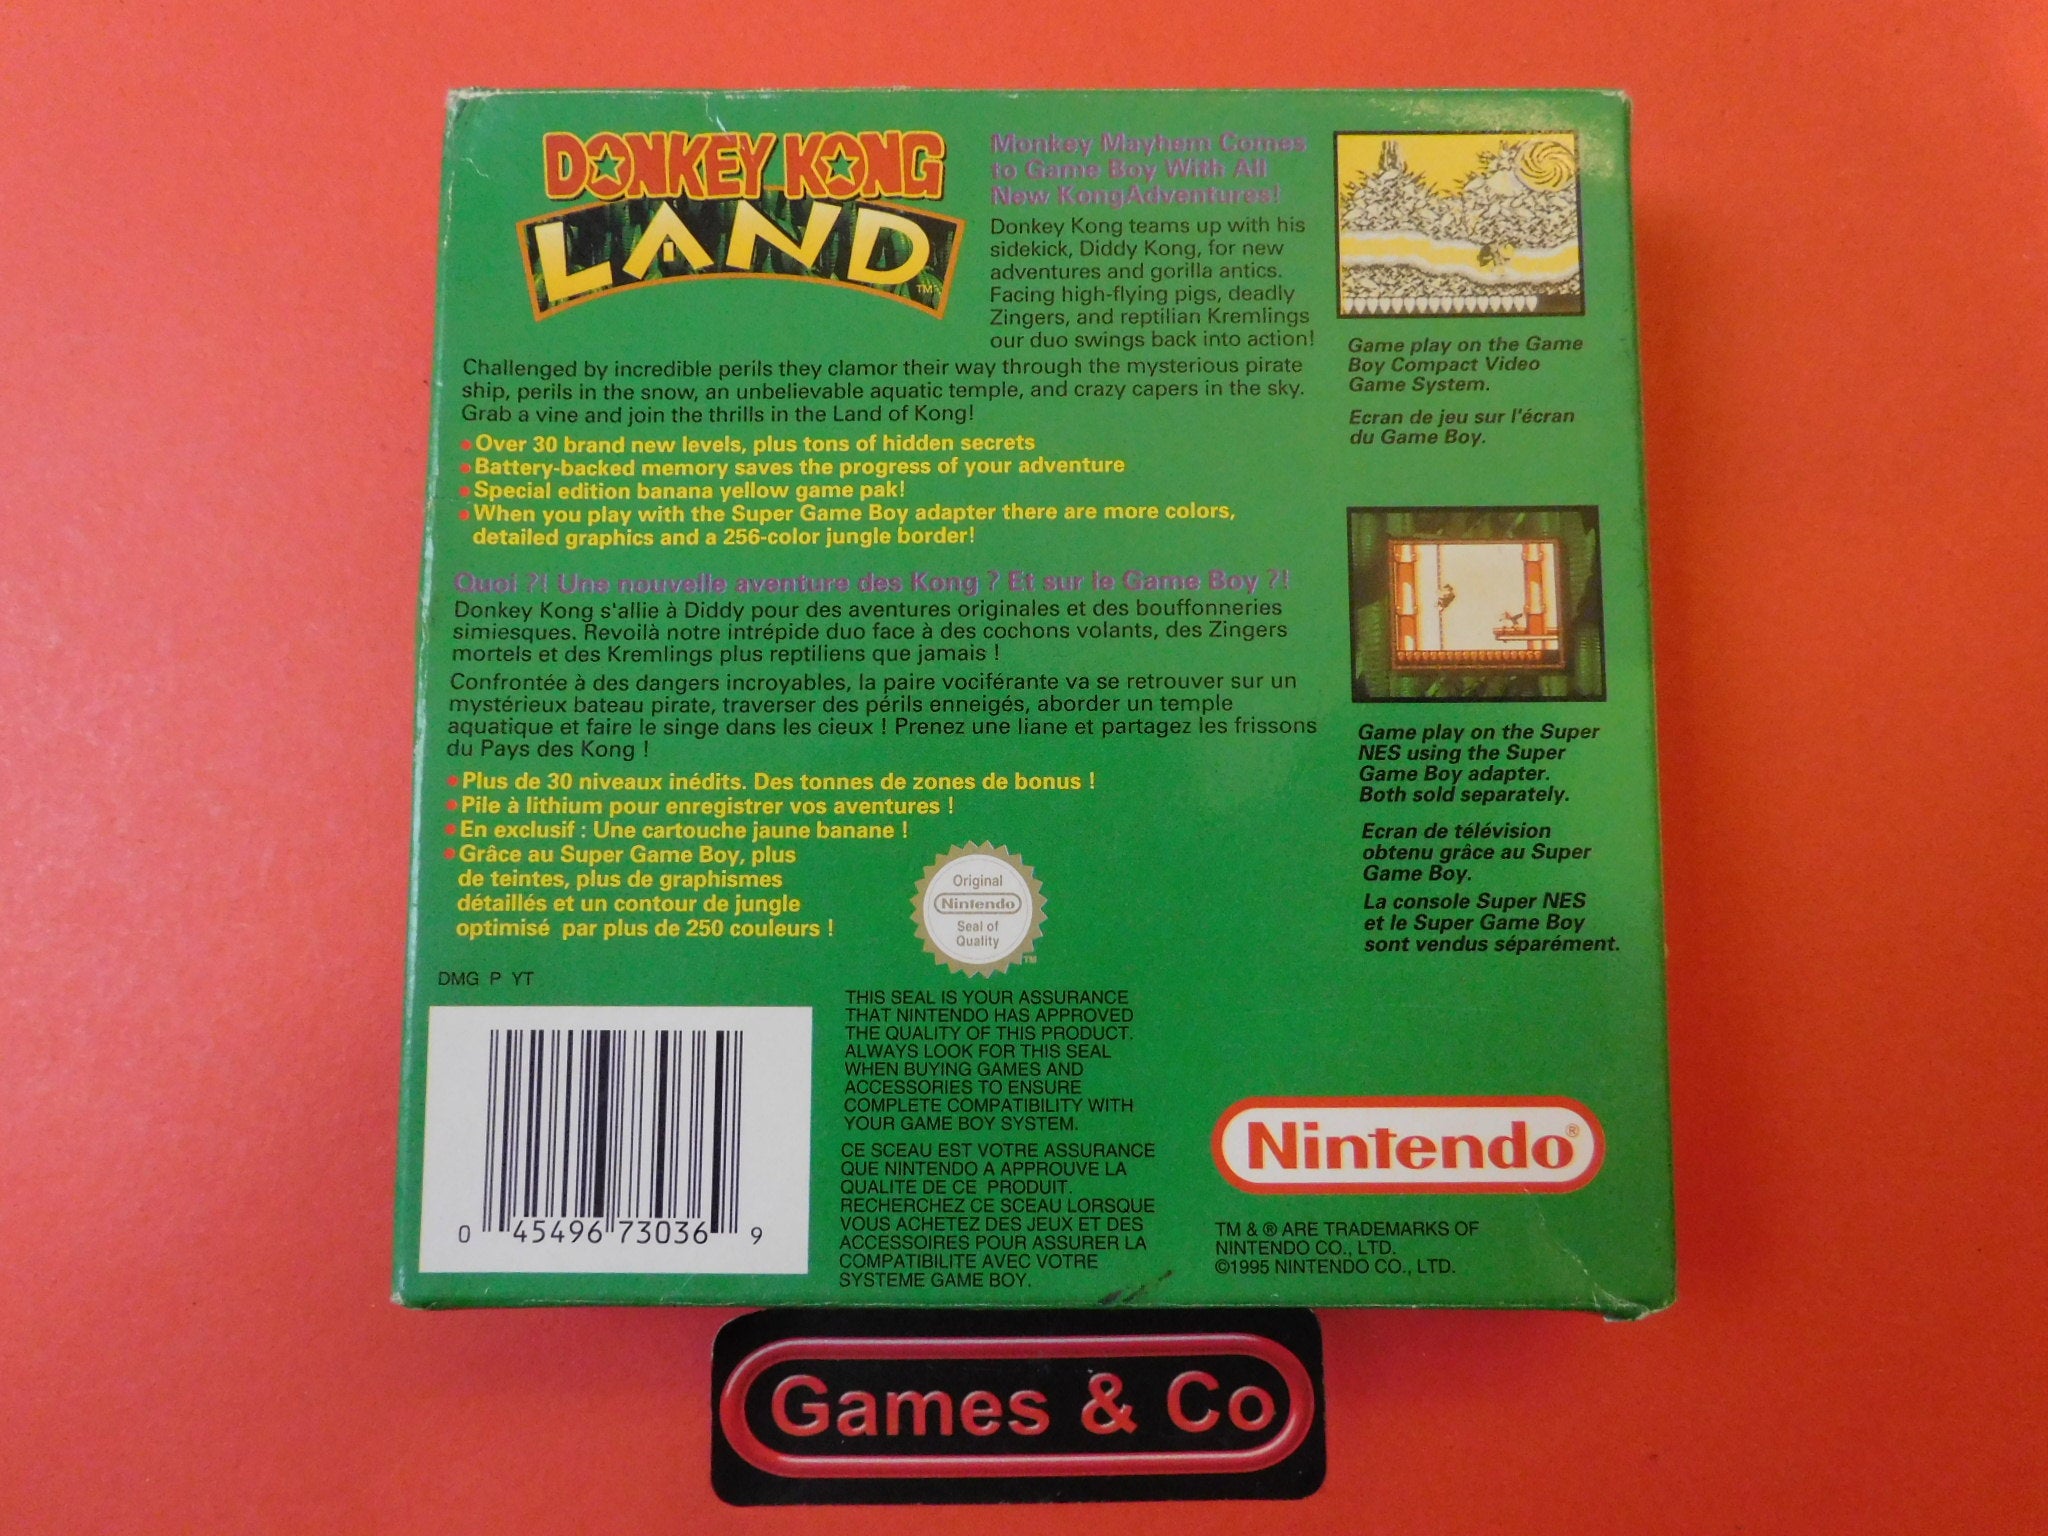 DONKEY KONG
LAND
TM
Monkey Mayhem Comes
to Game Boy With All
New KongAdventures!
Donkey Kong teams up with his
sidekick, Diddy Kong, for new
adventures and gorilla antics.
Facing high-flying pigs, deadly
Zingers, and reptilian Kremlings
our duo swings back into action!
Challenged by incredible perils they clamor their way through the mysterious pirate
ship, perils in the snow, an unbelievable aquatic temple, and crazy capers in the sky.
Grab a vine and join the thrills in the Land of Kong!
• Over 30 brand new levels, plus tons of hidden secrets
• Battery-backed memory saves the progress of your adventure
• Special edition banana yellow game pak!
• When you play with the Super Game Boy adapter there are more colors,
detailed graphics and a 256-color jungle border!
Quoi ?! Une nouvelle aventure des Kong ? Et sur le Game Boy ?!
Donkey Kong s'allie à Diddy pour des aventures originales et des bouffonneries
simiesques. Revoilà notre intrépide duo face à des cochons volants, des Zingers
mortels et des Kremlings plus reptiliens que jamais !
Confrontée à des dangers incroyables, la paire vociférante va se retrouver sur un
mystérieux bateau pirate, traverser des périls enneigés, aborder un temple
aquatique et faire le singe dans les cieux ! Prenez une liane et partagez les frissons
du Pays des Kong !
• Plus de 30 niveaux inédits. Des tonnes de zones de bonus !
• Pile à lithium pour enregistrer vos aventures !
• En exclusif : Une cartouche jaune banane !
• Grâce au Super Game Boy, plus
de teintes, plus de graphismes
détaillés et un contour de jungle
optimisé par plus de 250 couleurs !
Game play on the Game
Boy Compact Video
Game System.
Ecran de jeu sur l'écran
du Game Boy.
Game play on the Super
NES using the Super
Game Boy adapter.
Both sold separately.
Ecran de télévision
obtenu grâce au Super
Game Boy.
La console Super NES
et le Super Game Boy
sont vendus séparément.
Original
Nintendo
Seal of
Quality
TM
DMG P YT
0 45496 73036 9
THIS SEAL IS YOUR ASSURANCE
THAT NINTENDO HAS APPROVED
THE QUALITY OF THIS PRODUCT.
ALWAYS LOOK FOR THIS SEAL
WHEN BUYING GAMES AND
ACCESSORIES TO ENSURE
COMPLETE COMPATIBILITY WITH
YOUR GAME BOY SYSTEM.
CE SCEAU EST VOTRE ASSURANCE
QUE NINTENDO A APPROUVE LA
QUALITE DE CE PRODUIT.
RECHERCHEZ CE SCEAU LORSQUE
VOUS ACHETEZ DES JEUX ET DES
ACCESSOIRES POUR ASSURER LA
COMPATIBILITE AVEC VOTRE
SYSTEME GAME BOY.
Nintendo®
TM & ® ARE TRADEMARKS OF
NINTENDO CO., LTD.
©1995 NINTENDO CO., LTD.
Games & Co